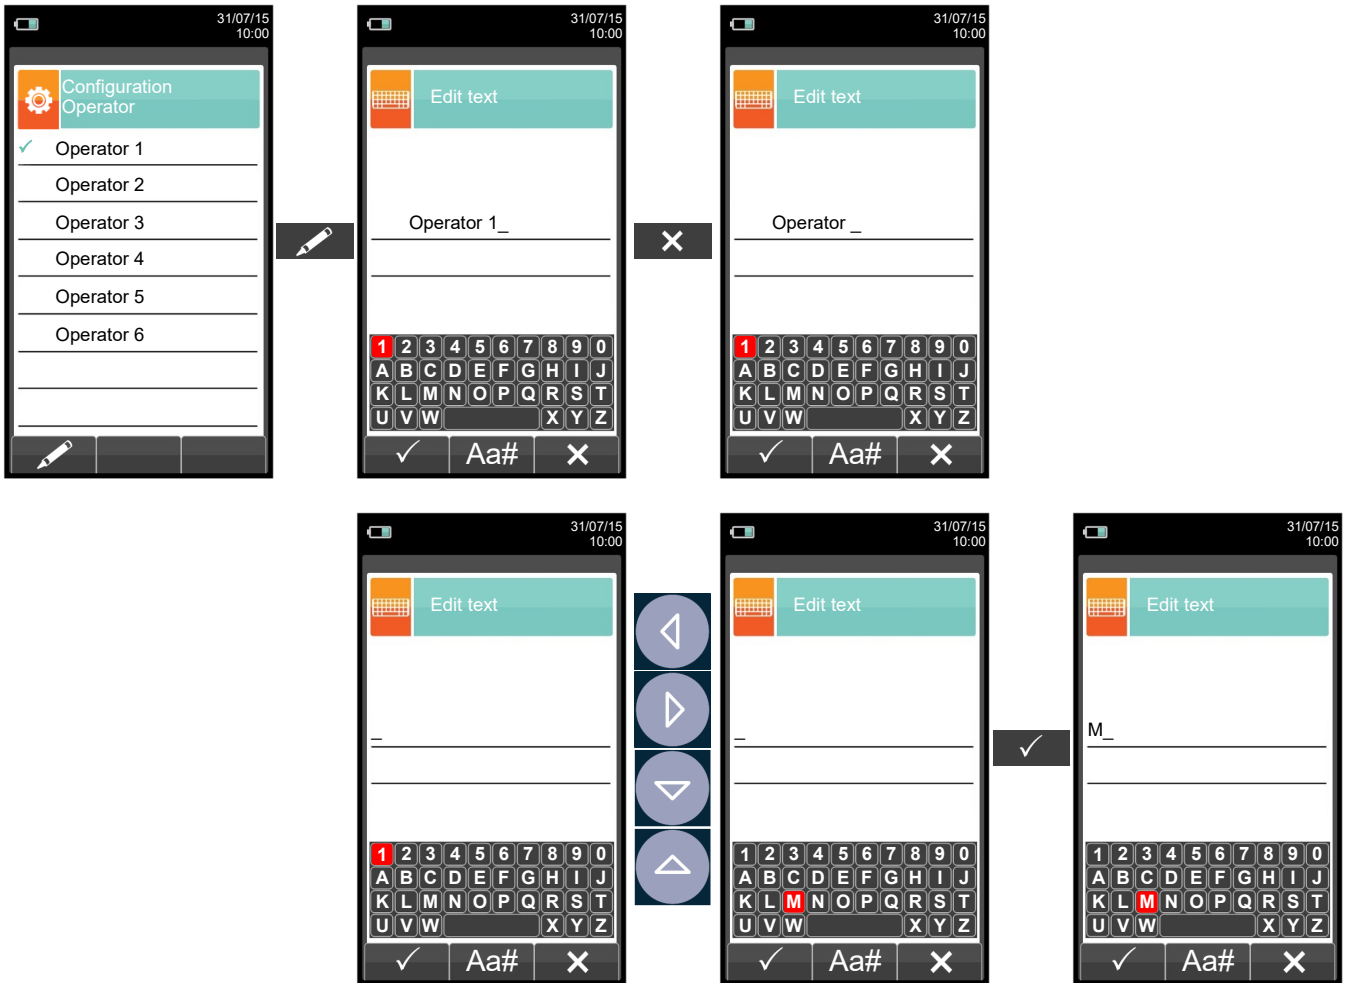 31/07/15
10:00
Configuration
Operator
✓ Operator 1
Operator 2
Operator 3
Operator 4
Operator 5
Operator 6
31/07/15
10:00
Edit text
Operator 1_
1 2 3 4 5 6 7 8 9 0
A B C D E F G H I J
K L M N O P Q R S T
U V W X Y Z
✓ Aa# ✕
✕
31/07/15
10:00
Edit text
Operator _
1 2 3 4 5 6 7 8 9 0
A B C D E F G H I J
K L M N O P Q R S T
U V W X Y Z
✓ Aa# ✕
31/07/15
10:00
Edit text
_
1 2 3 4 5 6 7 8 9 0
A B C D E F G H I J
K L M N O P Q R S T
U V W X Y Z
✓ Aa# ✕
31/07/15
10:00
Edit text
_
1 2 3 4 5 6 7 8 9 0
A B C D E F G H I J
K L M N O P Q R S T
U V W X Y Z
✓ Aa# ✕
✓
31/07/15
10:00
Edit text
M_
1 2 3 4 5 6 7 8 9 0
A B C D E F G H I J
K L M N O P Q R S T
U V W X Y Z
✓ Aa# ✕